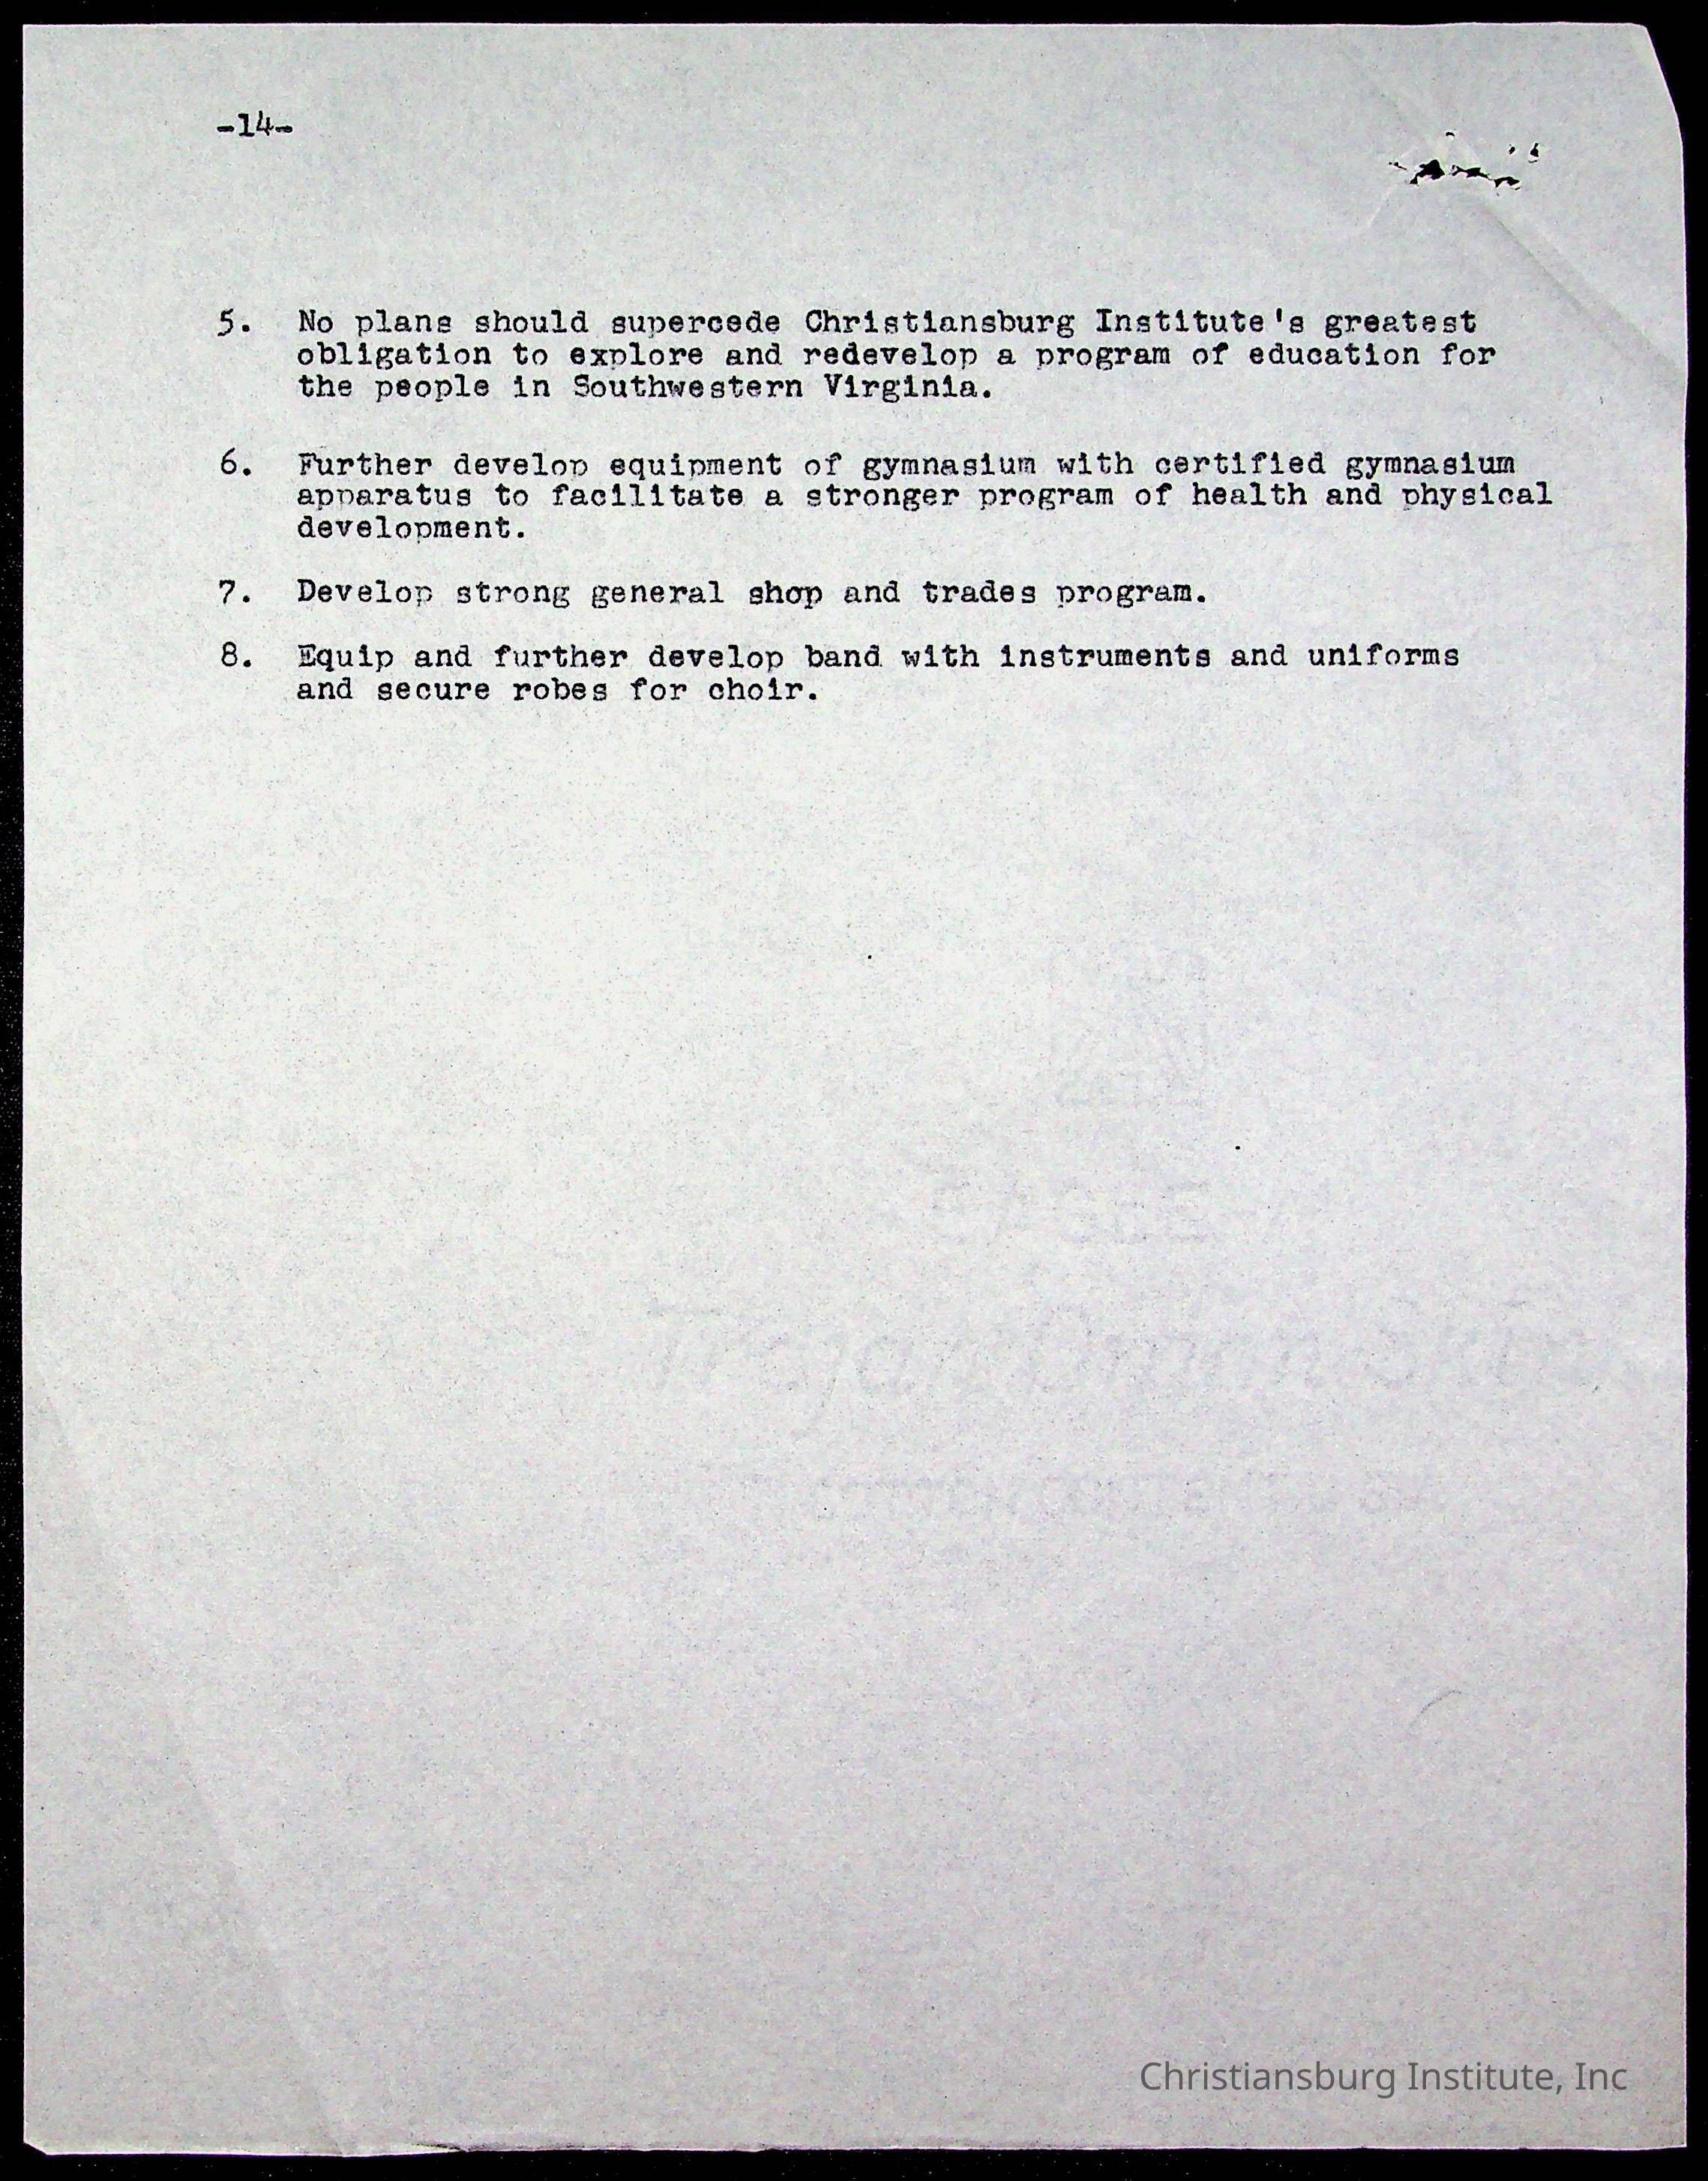 -14-
5. No plans should supercede Christiansburg Institute's greatest
obligation to explore and redevelop a program of education for
the people in Southwestern Virginia.
6. Further develop equipment of gymnasium with certified gymnasium
apparatus to facilitate a stronger program of health and physical
development.
7. Develop strong general shop and trades program.
8. Equip and further develop band with instruments and uniforms
and secure robes for choir.
Christiansburg Institute, Inc